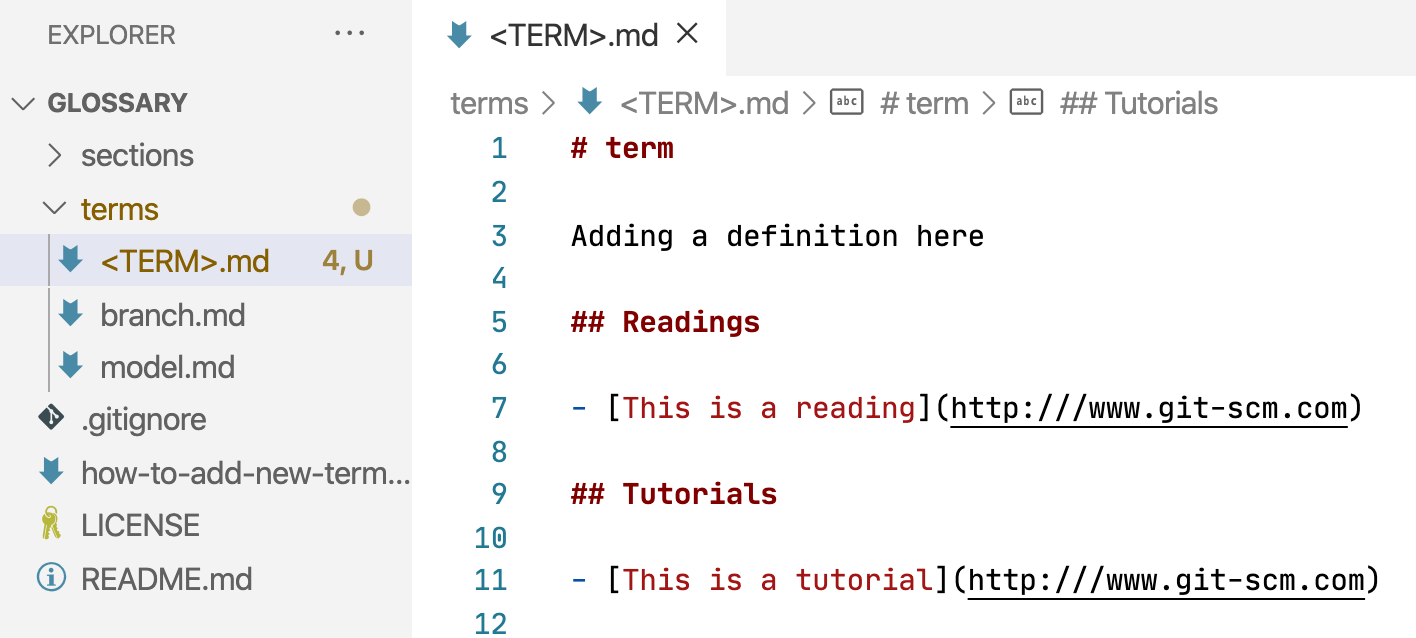 EXPLORER ...
GLOSSARY
sections
terms
<TERM>.md 4, U
branch.md
model.md
.gitignore
how-to-add-new-term...
LICENSE
README.md
<TERM>.md
terms > <TERM>.md > abc # term > abc ## Tutorials
1 # term
2
3 Adding a definition here
4
5 ## Readings
6
7 - [This is a reading](http:///www.git-scm.com)
8
9 ## Tutorials
10
11 - [This is a tutorial](http:///www.git-scm.com)
12